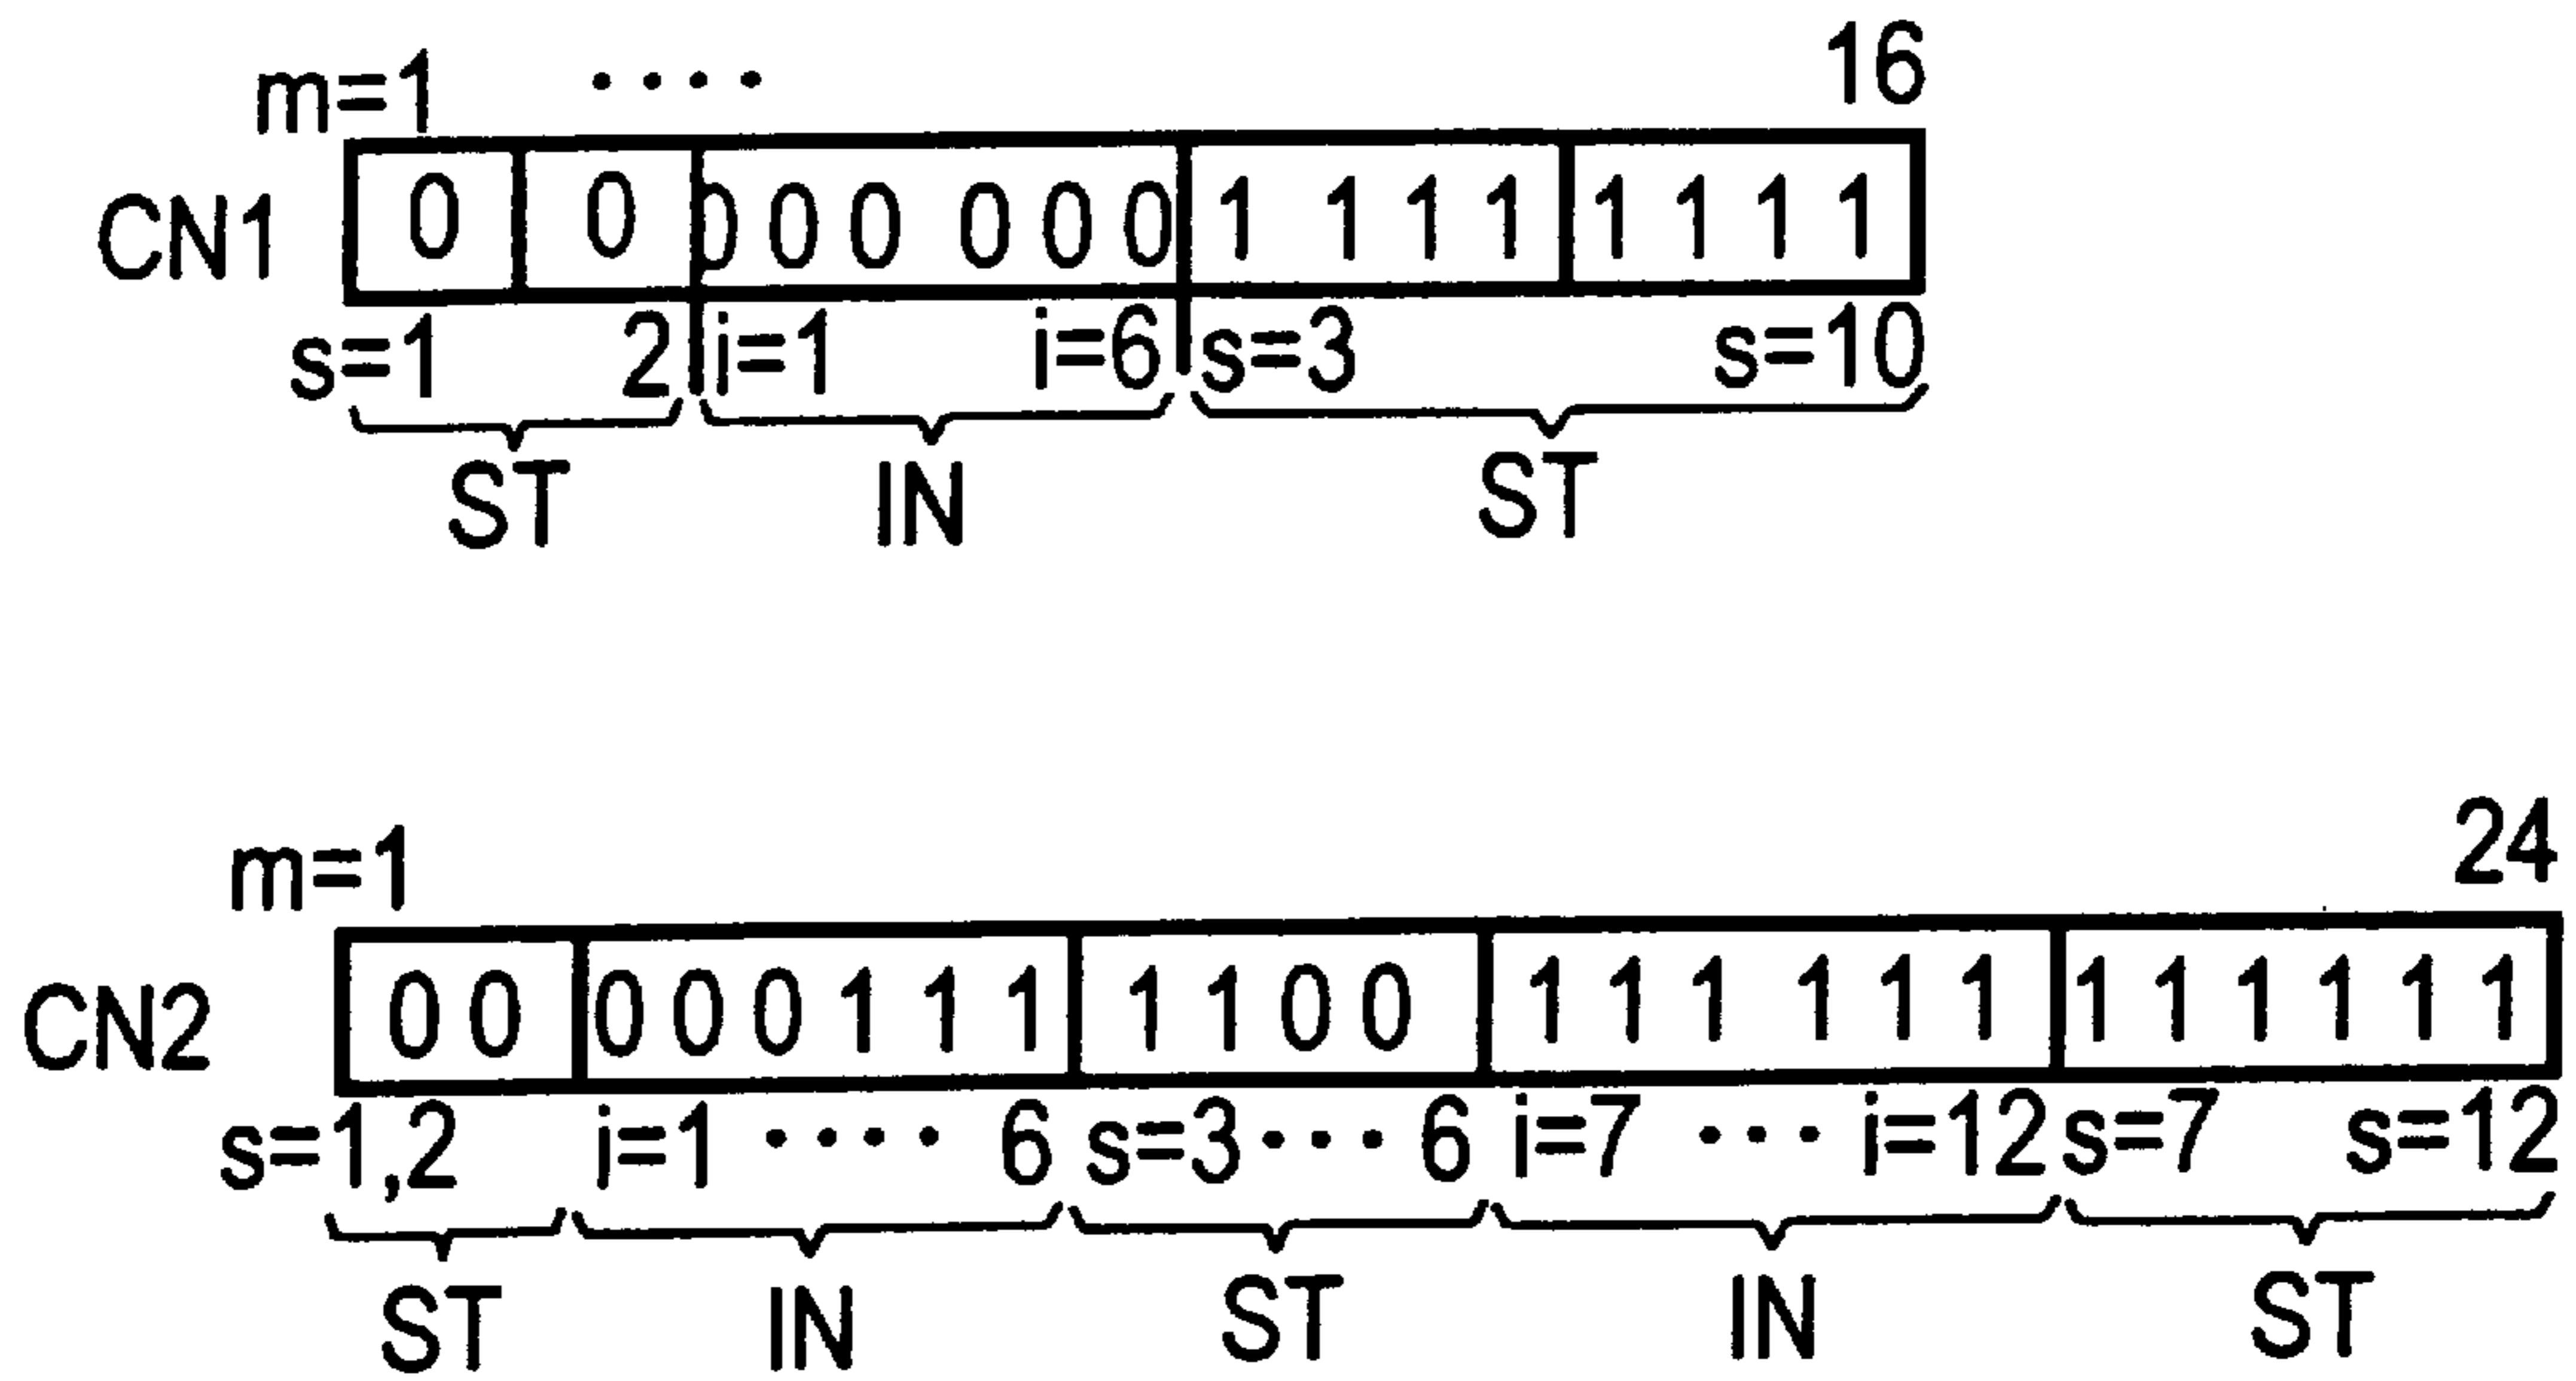 m=1 ···· 16
CN1 0 0 000 000 1 111 1111
s=1 2 i=1 i=6 s=3 s=10
ST IN ST
m=1 24
CN2 00 000111 1100 111 111 111111
s=1,2 i=1 ···· 6 s=3···6 i=7 ··· i=12 s=7 s=12
ST IN ST IN ST